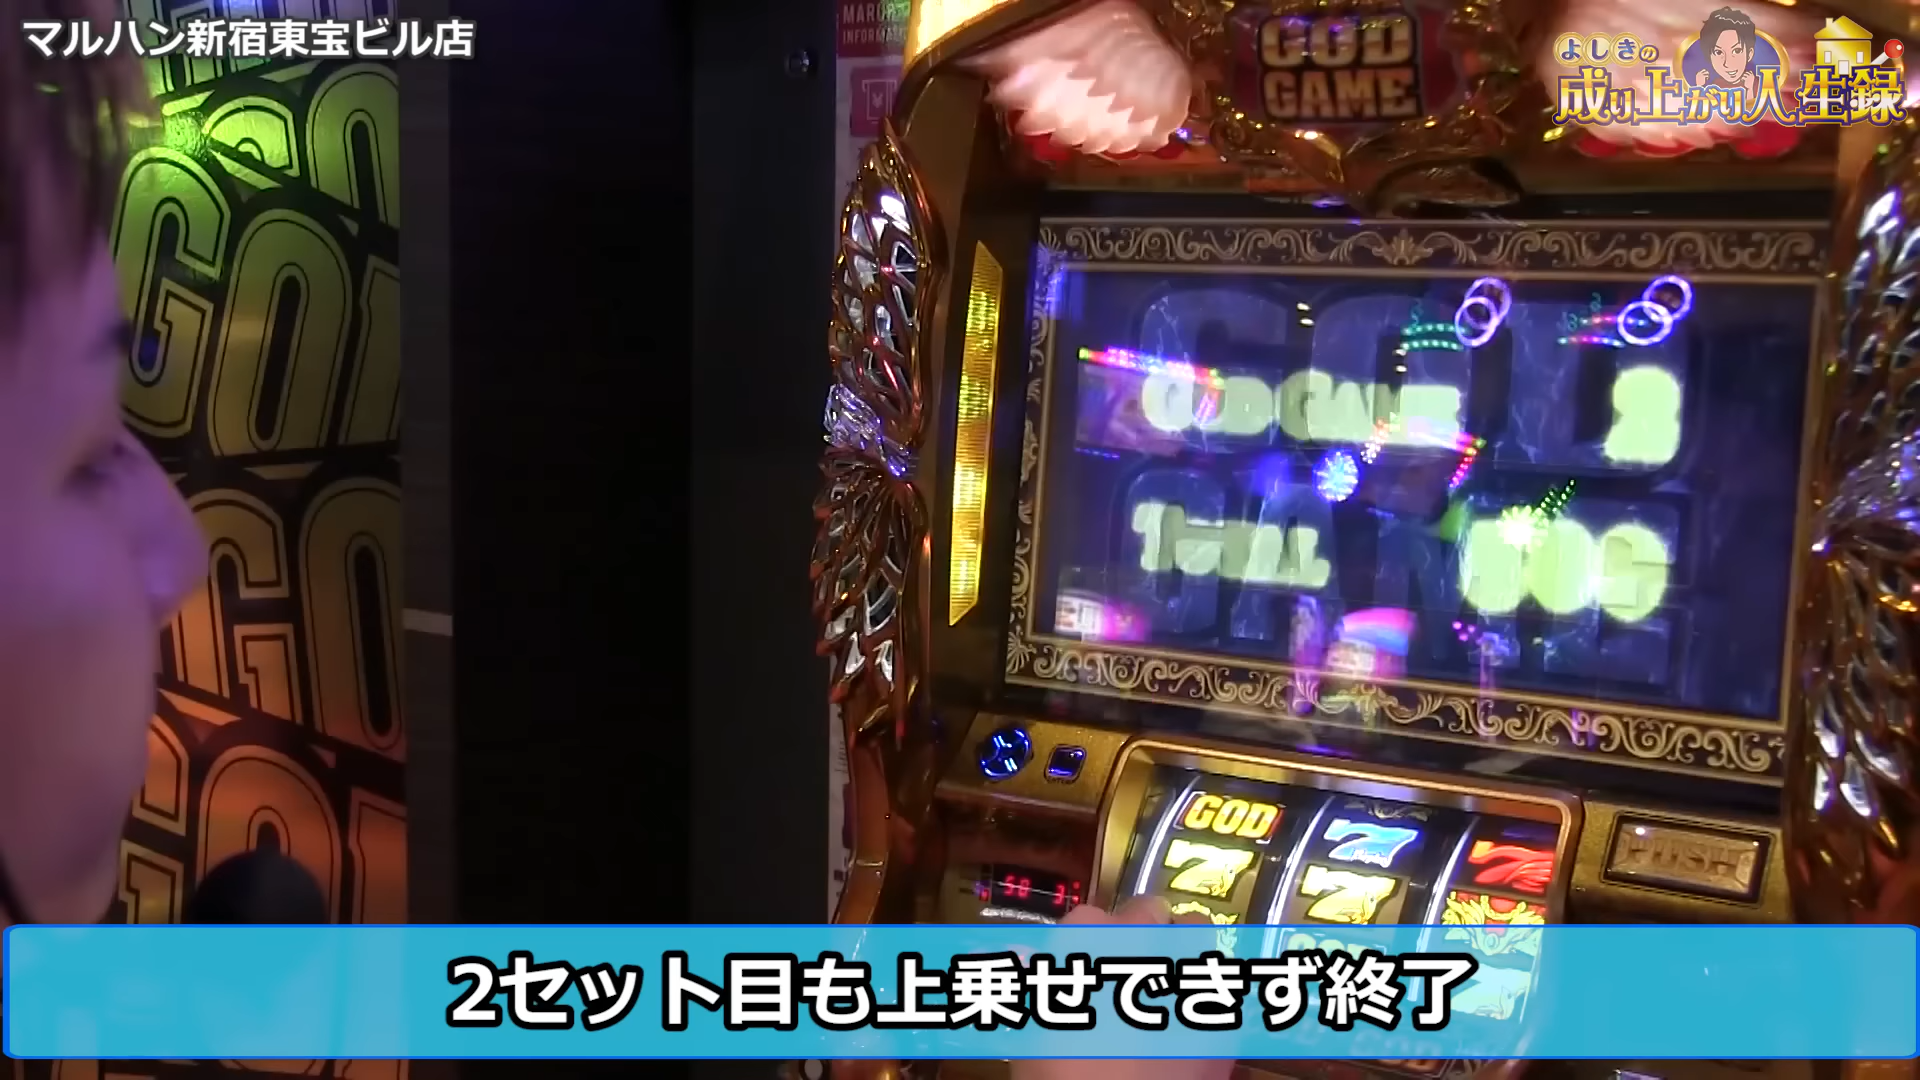 マルハン新宿東宝ビル店
よしきの
成り上がり人生録
GOD
GAME
GOD GAME 2
TOTAL
GOD
PUSH
2セット目も上乗せできず終了